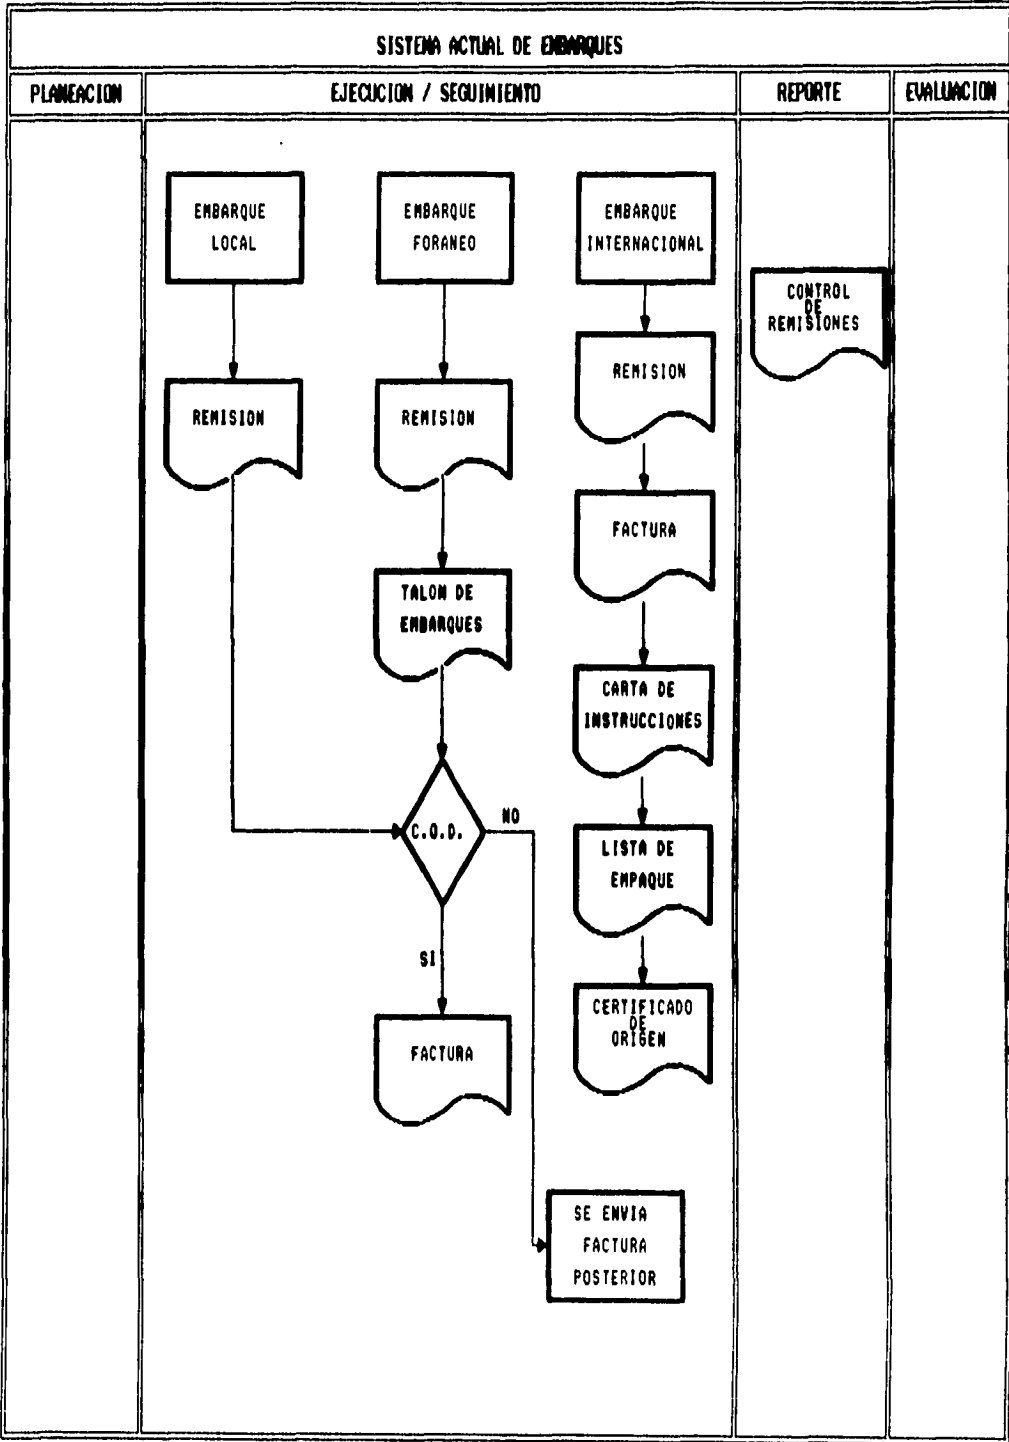 SISTEMA ACTUAL DE EMBARQUES
PLANEACION
EJECUCION / SEGUIMIENTO
REPORTE
EVALUACION
EMBARQUE
LOCAL
REMISION
EMBARQUE
FORANEO
REMISION
TALON DE
EMBARQUES
C.O.D.
NO
SI
FACTURA
SE ENVIA
FACTURA
POSTERIOR
EMBARQUE
INTERNACIONAL
REMISION
FACTURA
CARTA DE
INSTRUCCIONES
LISTA DE
EMPAQUE
CERTIFICADO
DE
ORIGEN
CONTROL
DE
REMISIONES